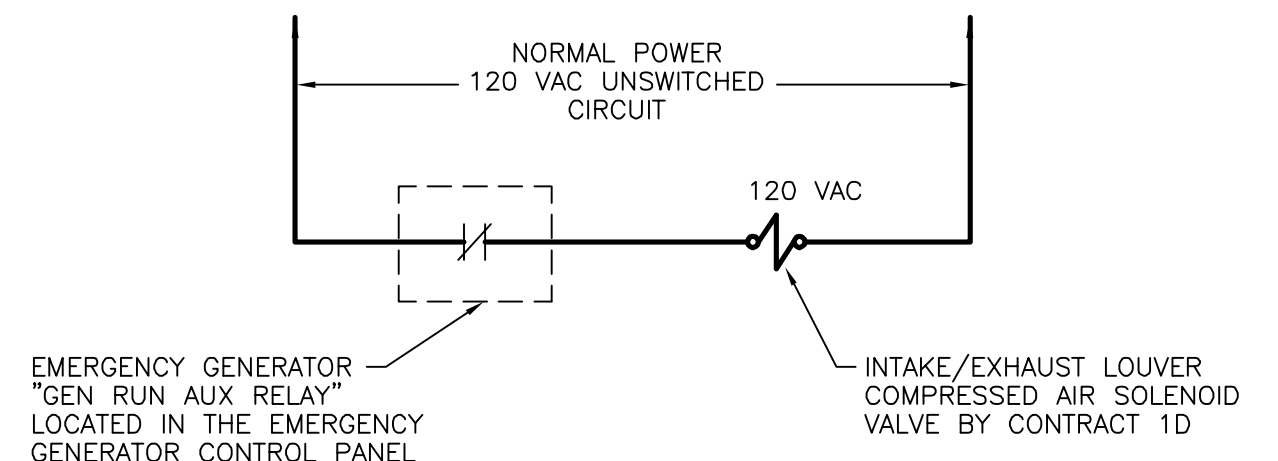 NORMAL POWER
120 VAC UNSWITCHED
CIRCUIT
120 VAC
EMERGENCY GENERATOR
"GEN RUN AUX RELAY"
LOCATED IN THE EMERGENCY
GENERATOR CONTROL PANEL
INTAKE/EXHAUST LOUVER
COMPRESSED AIR SOLENOID
VALVE BY CONTRACT 1D